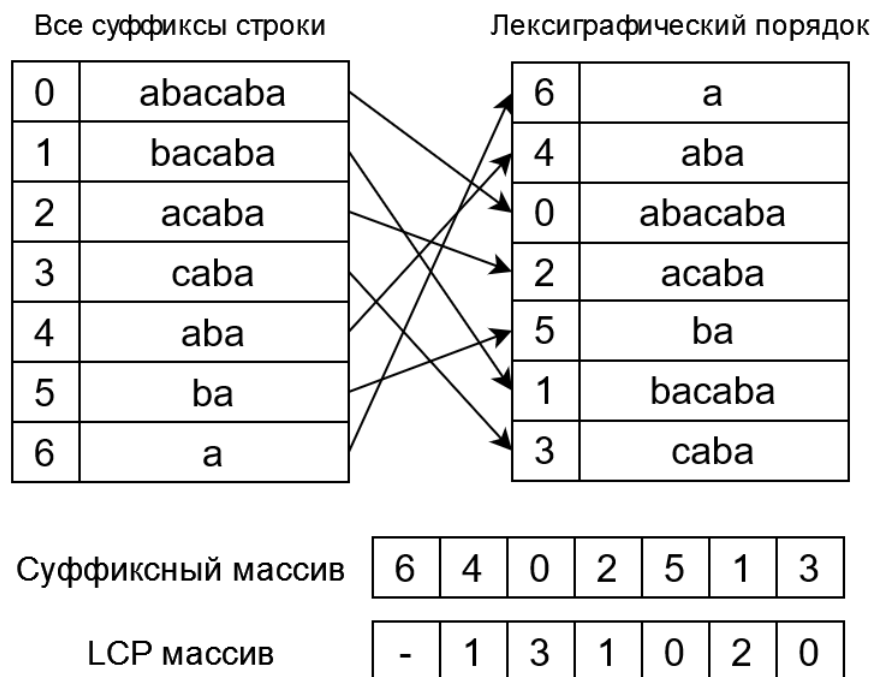 Все суффиксы строки
Лексиграфический порядок
0 abacaba
1 bacaba
2 acaba
3 caba
4 aba
5 ba
6 a
6 a
4 aba
0 abacaba
2 acaba
5 ba
1 bacaba
3 caba
Суффиксный массив 6 4 0 2 5 1 3
LCP массив - 1 3 1 0 2 0